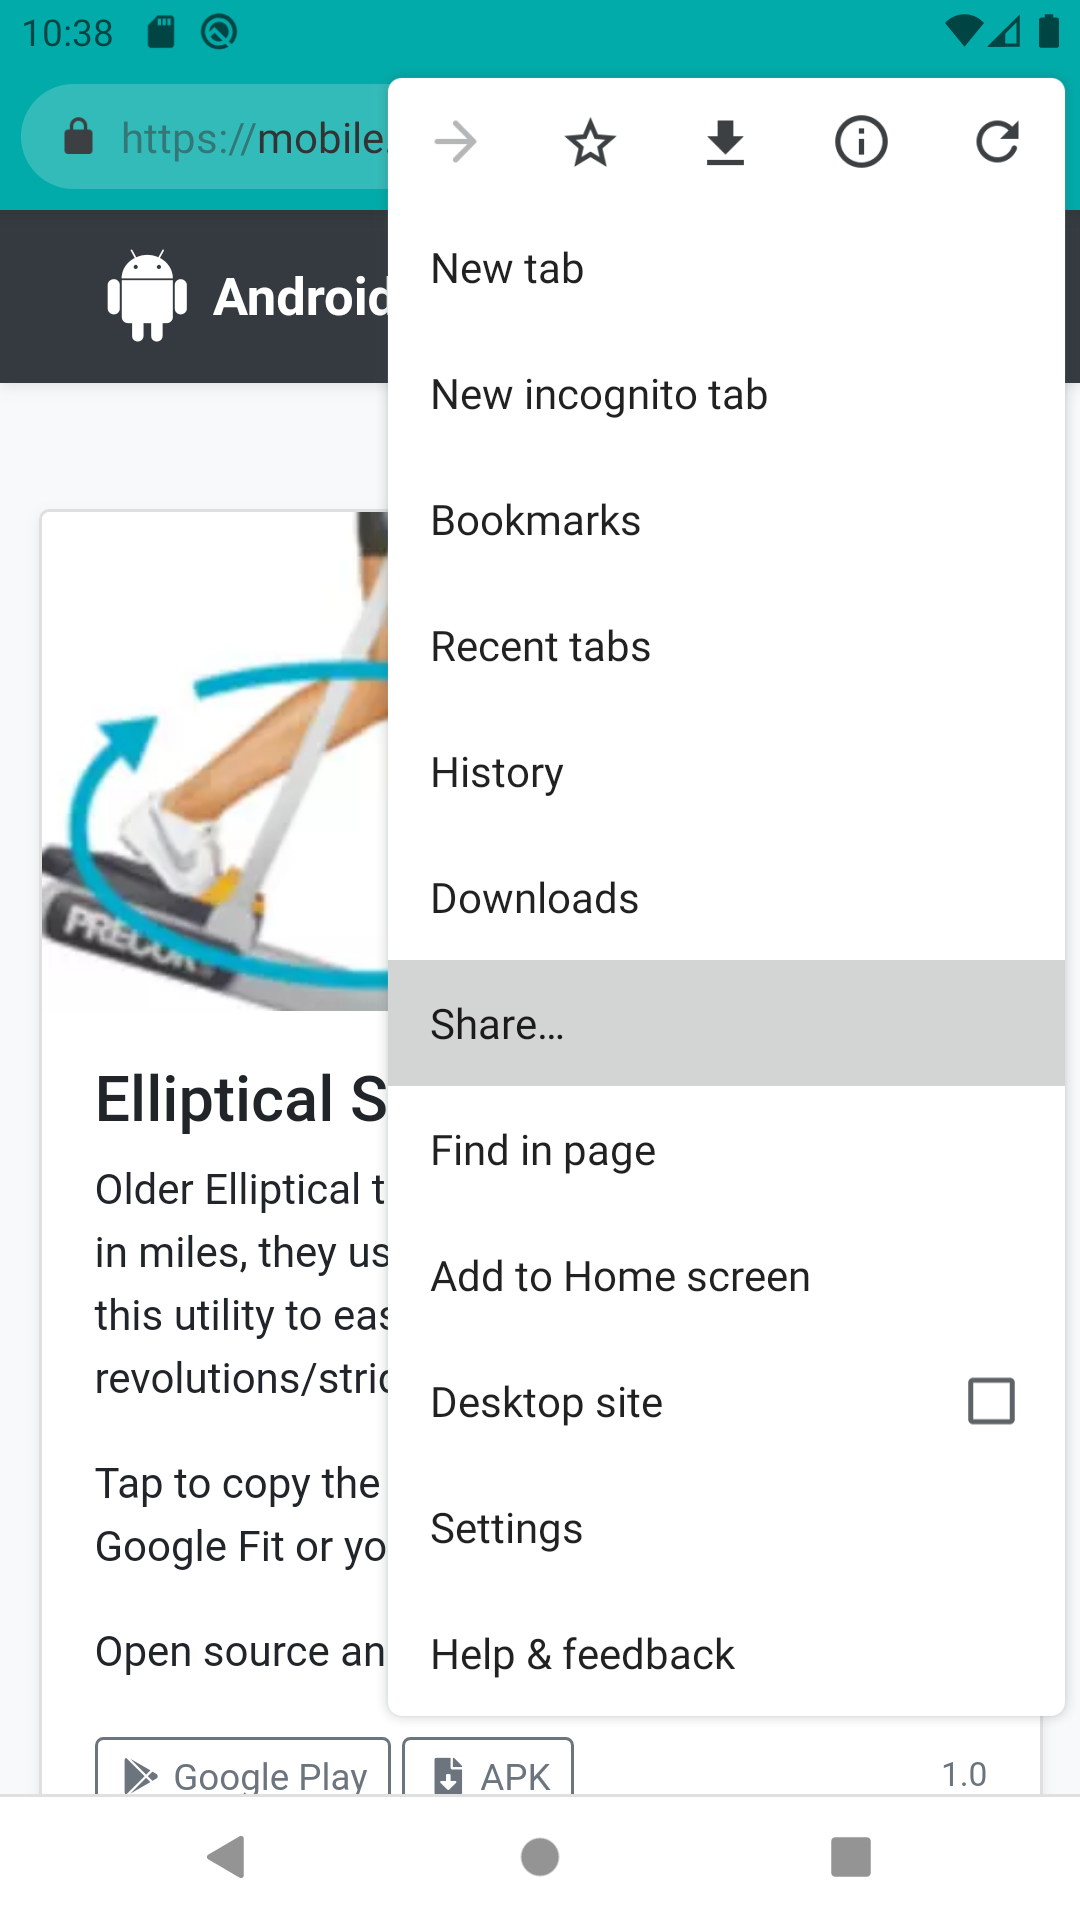 10:38
https://mobile.
Android
New tab
New incognito tab
Bookmarks
Recent tabs
History
Downloads
Share…
Find in page
Add to Home screen
Desktop site
Settings
Help & feedback
PRECOR
Elliptical S
Older Elliptical t
in miles, they us
this utility to eas
revolutions/stric
Tap to copy the
Google Fit or yo
Open source an
Google Play
APK
1.0